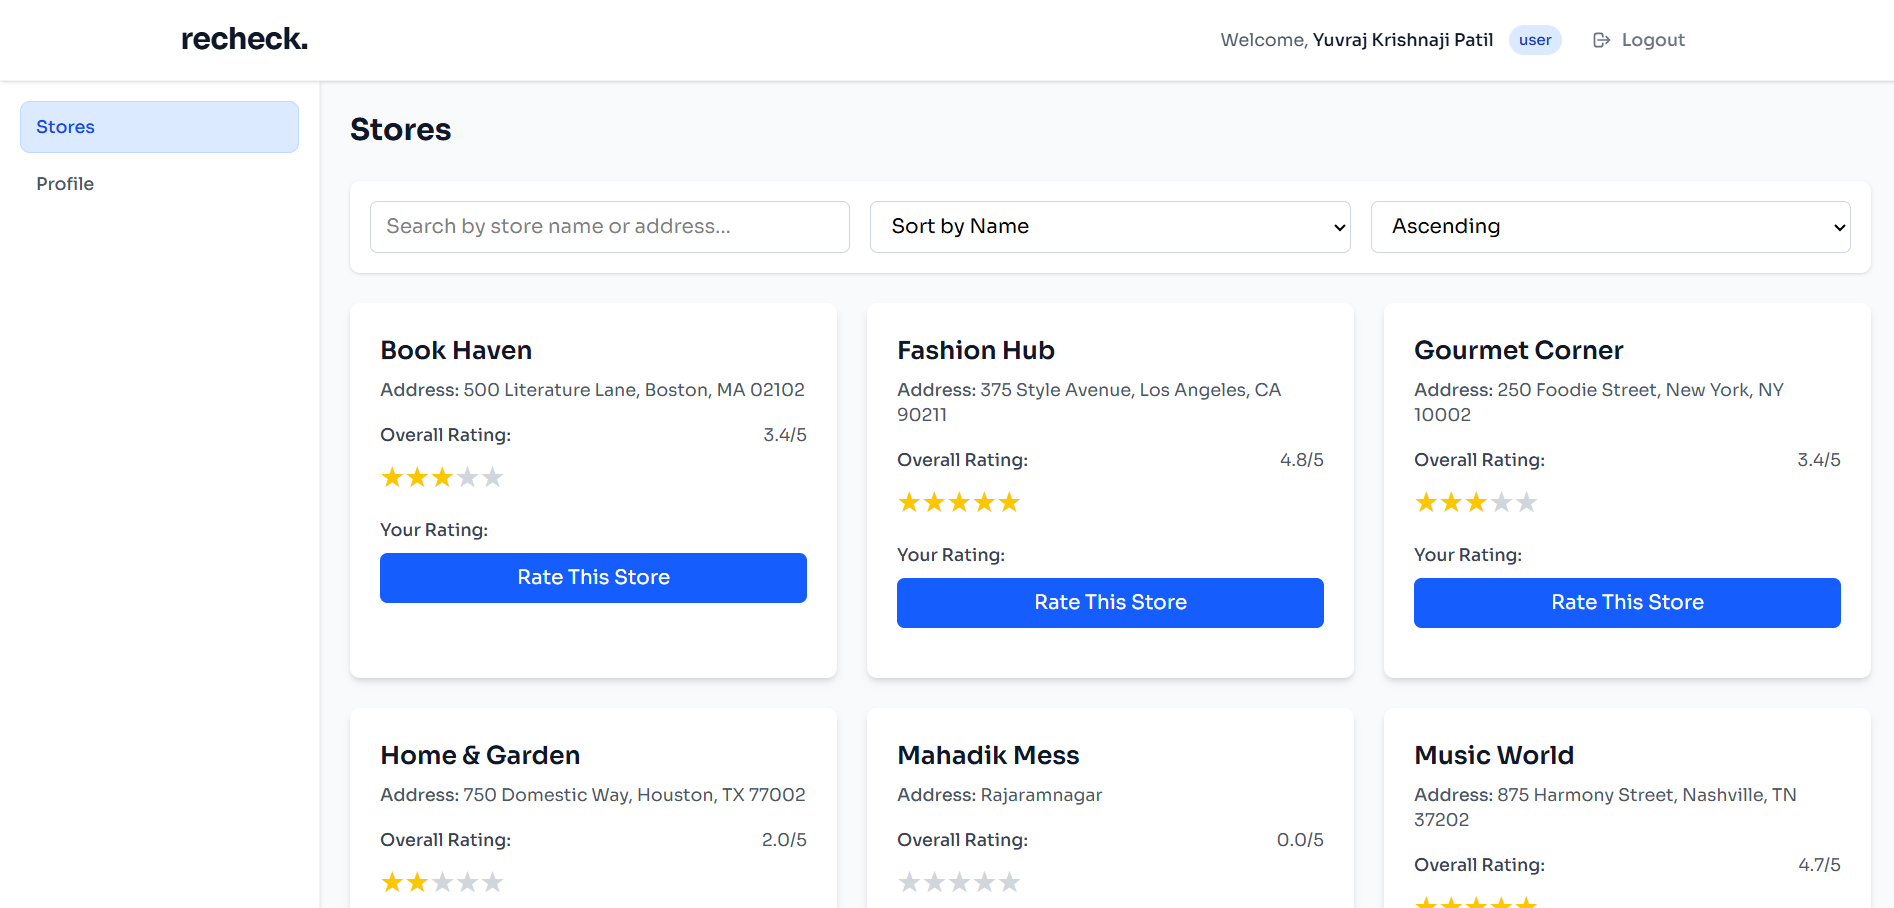 recheck.
Welcome, Yuvraj Krishnaji Patil user Logout
Stores
Profile
Stores
Search by store name or address...
Sort by Name
Ascending
Book Haven
Address: 500 Literature Lane, Boston, MA 02102
Overall Rating: 3.4/5
Your Rating:
Rate This Store
Fashion Hub
Address: 375 Style Avenue, Los Angeles, CA
90211
Overall Rating: 4.8/5
Your Rating:
Rate This Store
Gourmet Corner
Address: 250 Foodie Street, New York, NY
10002
Overall Rating: 3.4/5
Your Rating:
Rate This Store
Home & Garden
Address: 750 Domestic Way, Houston, TX 77002
Overall Rating: 2.0/5
Mahadik Mess
Address: Rajaramnagar
Overall Rating: 0.0/5
Music World
Address: 875 Harmony Street, Nashville, TN
37202
Overall Rating: 4.7/5